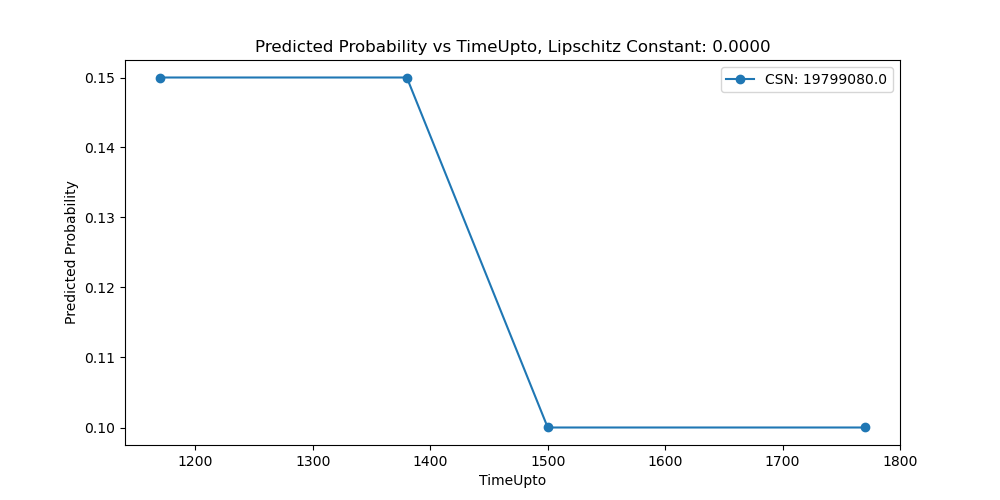 Predicted Probability vs TimeUpto, Lipschitz Constant: 0.0000
CSN: 19799080.0
Predicted Probability
0.15
0.14
0.13
0.12
0.11
0.10
1200 1300 1400 1500 1600 1700 1800
TimeUpto